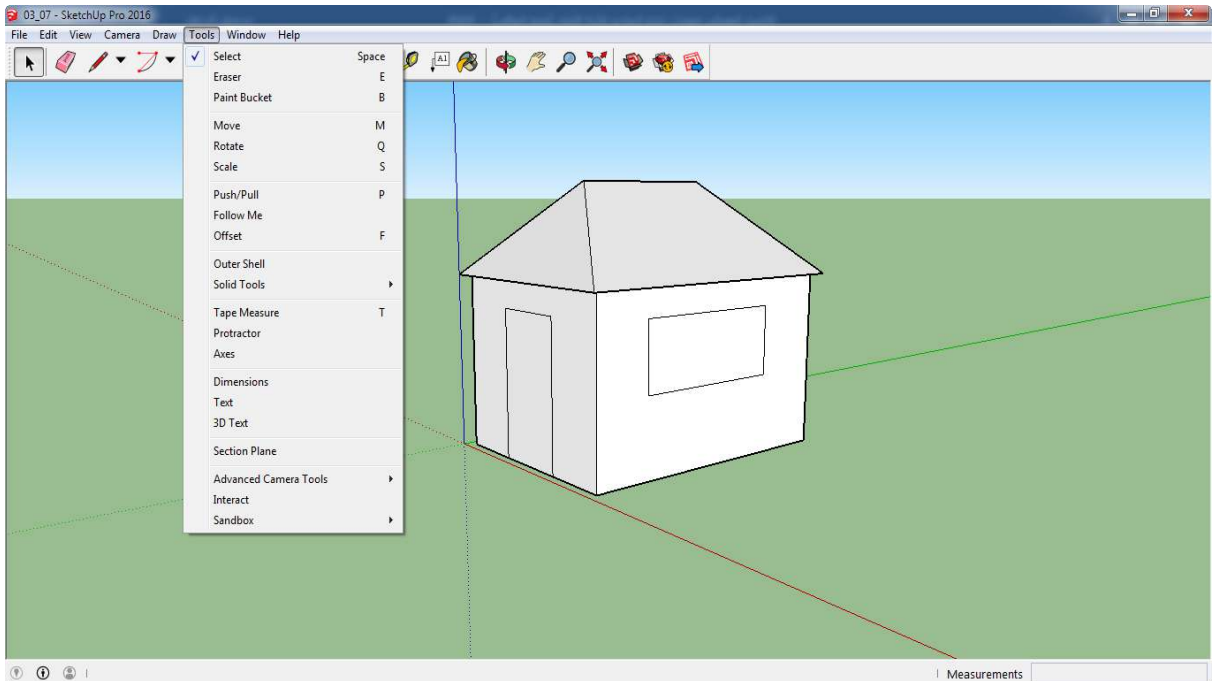 03_07 - SketchUp Pro 2016
File Edit View Camera Draw Tools Window Help
A1
Select Space
Eraser E
Paint Bucket B
Move M
Rotate Q
Scale S
Push/Pull P
Follow Me
Offset F
Outer Shell
Solid Tools
Tape Measure T
Protractor
Axes
Dimensions
Text
3D Text
Section Plane
Advanced Camera Tools
Interact
Sandbox
Measurements